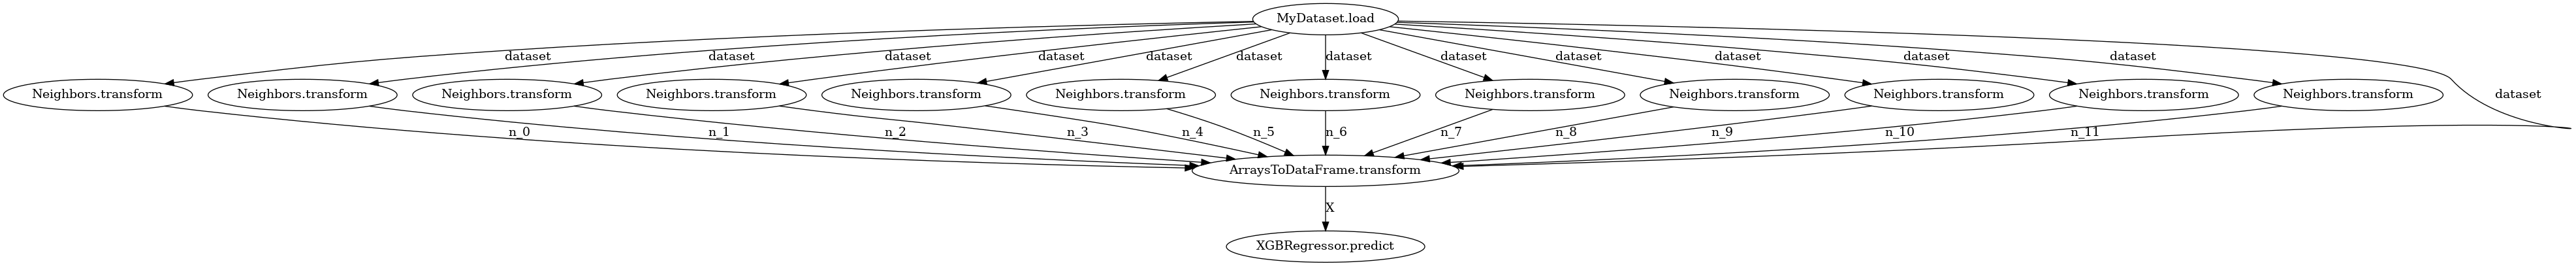 MyDataset.load
dataset dataset dataset dataset dataset dataset dataset dataset dataset dataset dataset dataset
Neighbors.transform Neighbors.transform Neighbors.transform Neighbors.transform Neighbors.transform Neighbors.transform Neighbors.transform Neighbors.transform Neighbors.transform Neighbors.transform Neighbors.transform Neighbors.transform dataset
n_0 n_1 n_2 n_3 n_4 n_5 n_6 n_7 n_8 n_9 n_10 n_11
ArraysToDataFrame.transform
X
XGBRegressor.predict